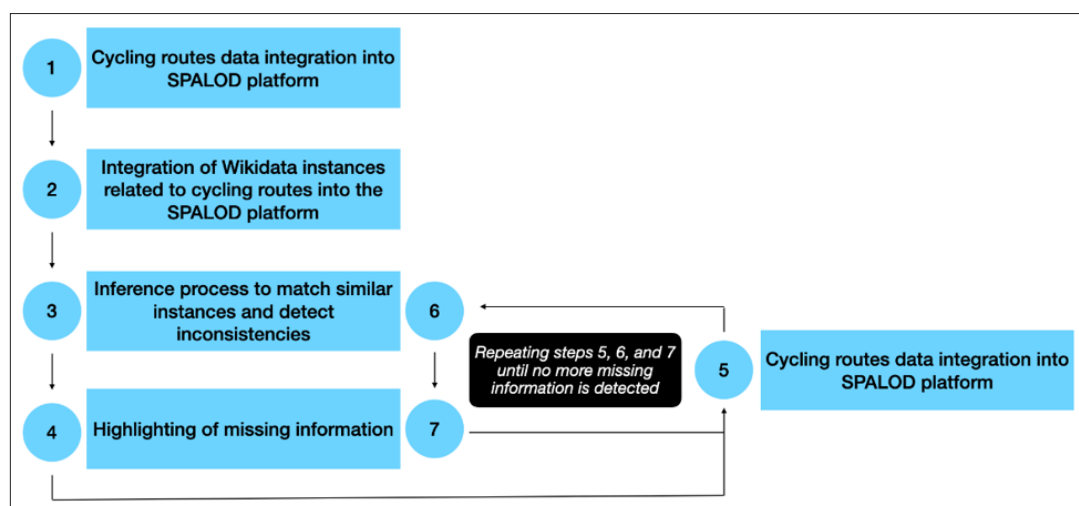 1
Cycling routes data integration into
SPALOD platform
2
Integration of Wikidata instances
related to cycling routes into the
SPALOD platform
3
Inference process to match similar
instances and detect
inconsistencies
6
Repeating steps 5, 6, and 7
until no more missing
information is detected
5
Cycling routes data integration into
SPALOD platform
4
Highlighting of missing information
7